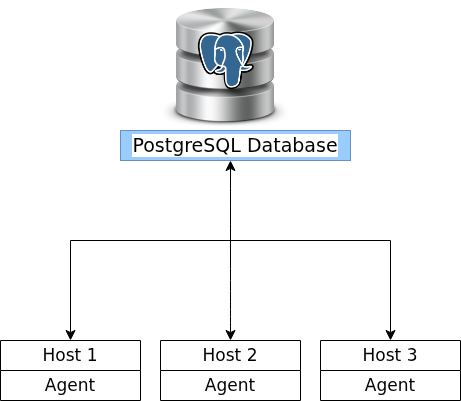 PostgreSQL Database
Host 1
Agent
Host 2
Agent
Host 3
Agent